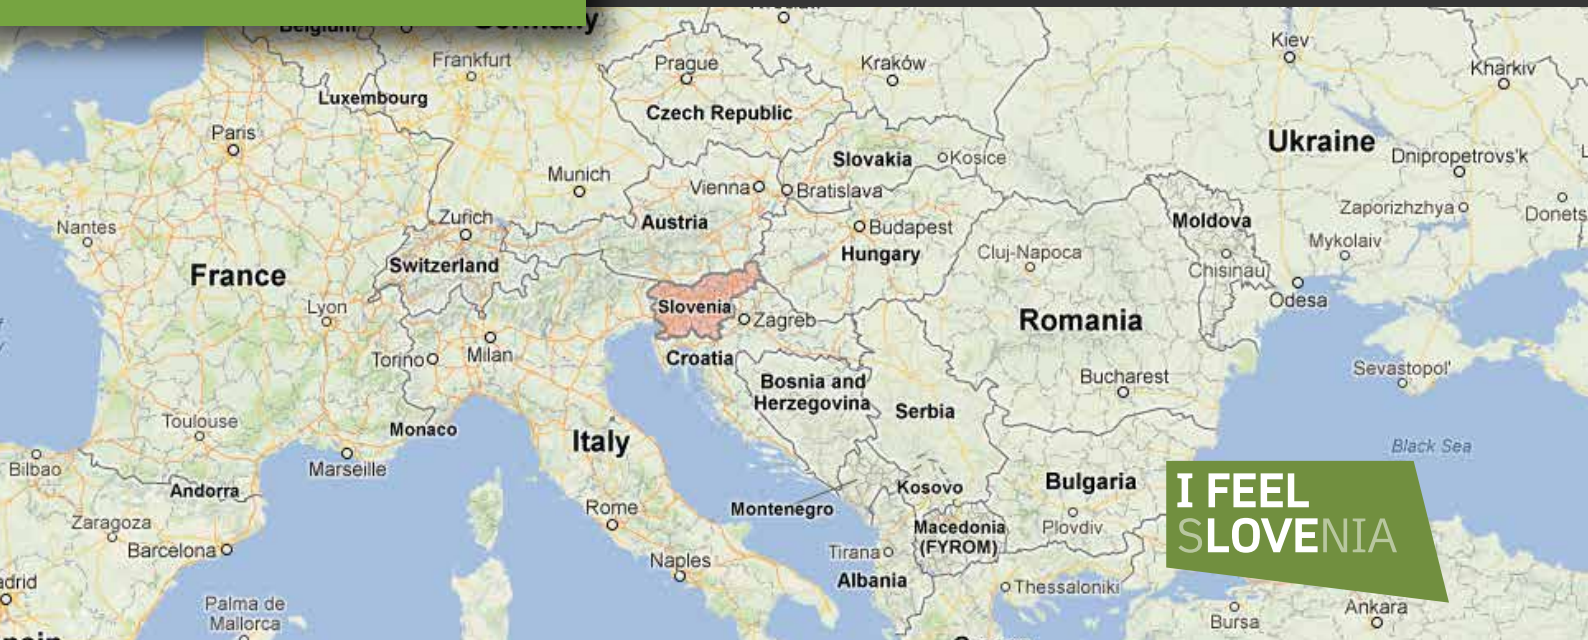 Belgium
Germany
Frankfurt
Prague
Kraków
Kiev
Kharkiv
Luxembourg
Czech Republic
Paris
Ukraine
Slovakia
Kosice
Dnipropetrovs'k
Munich
Vienna
Bratislava
Nantes
Zurich
Austria
Budapest
Moldova
Zaporizhzhya
Donets
Mykolaiv
Hungary
Cluj-Napoca
France
Switzerland
Chisinau
Lyon
Slovenia
Zagreb
Odesa
Romania
Torino
Milan
Croatia
Sevastopol'
Bosnia and
Herzegovina
Bucharest
Serbia
Toulouse
Monaco
Italy
Black Sea
Bilbao
Marseille
Andorra
Kosovo
Bulgaria
I FEEL
SLOVENIA
Rome
Montenegro
Zaragoza
Macedonia
(FYROM)
Plovdiv
Barcelona
Tirana
Naples
Albania
Thessaloniki
adrid
Palma de
Mallorca
Bursa
Ankara